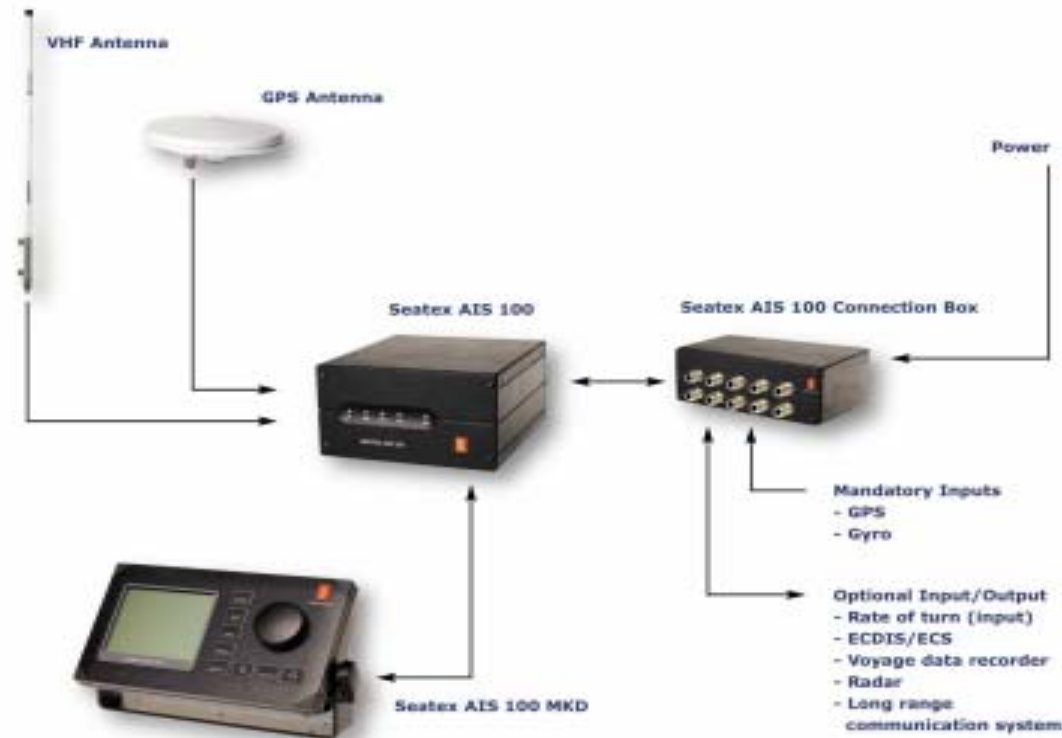 VHF Antenna
GPS Antenna
Power
Seatex AIS 100
Seatex AIS 100 Connection Box
Mandatory Inputs
- GPS
- Gyro
Optional Input/Output
- Rate of turn (input)
- ECDIS/ECS
- Voyage data recorder
- Radar
- Long range
communication system
Seatex AIS 100 MKD